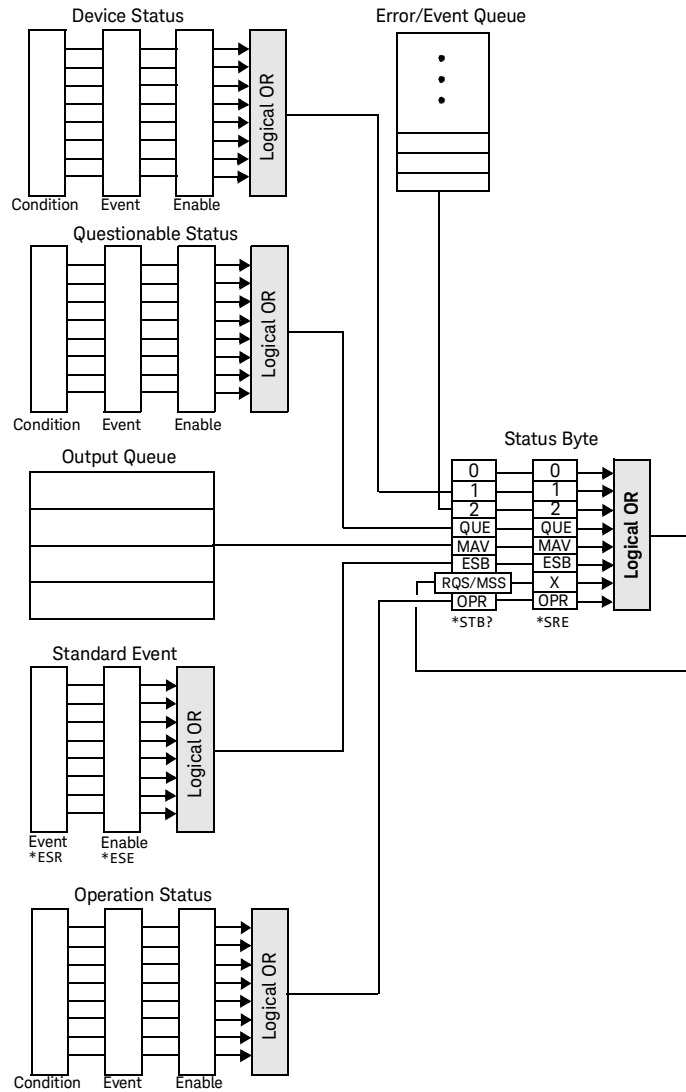 Device Status
Logical OR
Condition Event Enable
Error/Event Queue
Questionable Status
Logical OR
Condition Event Enable
Output Queue
Status Byte
0 0
1 1
2 2
QUE QUE
MAV MAV
ESB ESB
RQS/MSS X
OPR OPR
*STB? *SRE
Logical OR
Standard Event
Logical OR
Event Enable
*ESR *ESE
Operation Status
Logical OR
Condition Event Enable